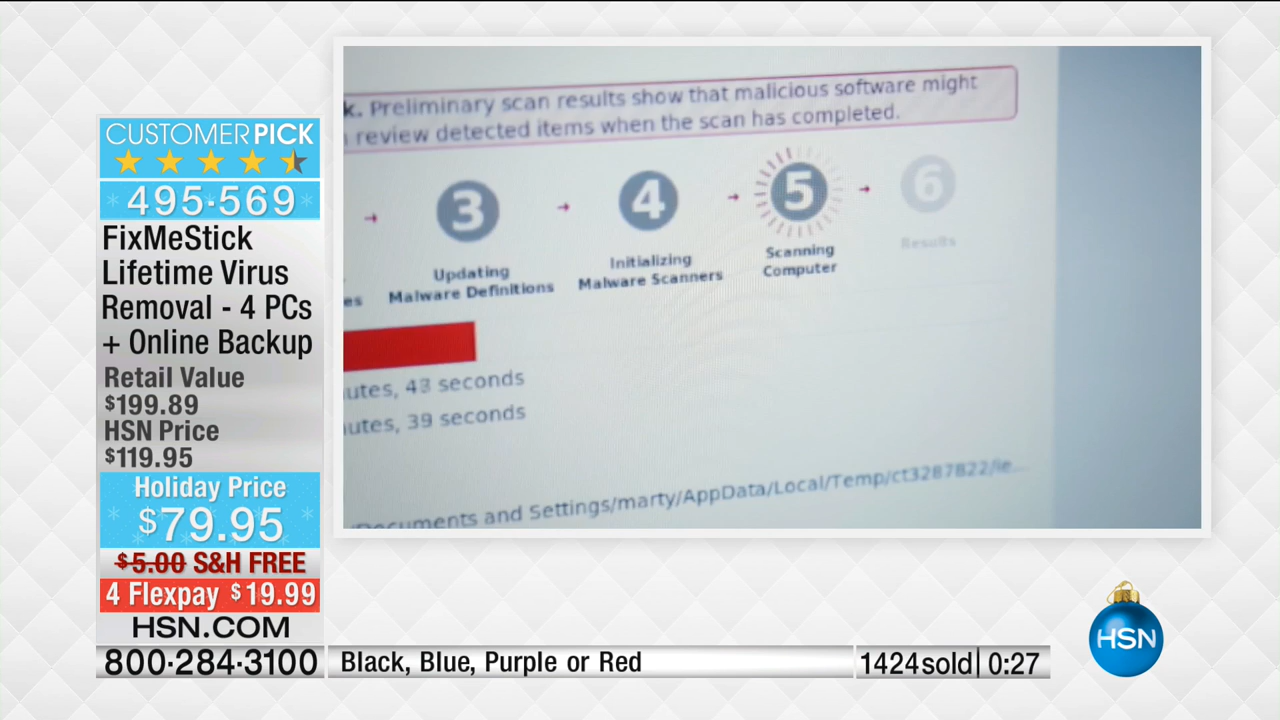 CUSTOMER PICK
495-569
FixMeStick
Lifetime Virus
Removal - 4 PCs
+ Online Backup
Retail Value
$199.89
HSN Price
$119.95
Holiday Price
$79.95
$5.00 S&H FREE
4 Flexpay $19.99
HSN.COM
800-284-3100
k. Preliminary scan results show that malicious software might
review detected items when the scan has completed.
3
4
5
6
es
Updating
Malware Definitions
Initializing
Malware Scanners
Scanning
Computer
Results
utes, 43 seconds
utes, 39 seconds
Documents and Settings/marty/AppData/Local/Temp/ct3287822/ie...
HSN
Black, Blue, Purple or Red
1424 sold | 0:27